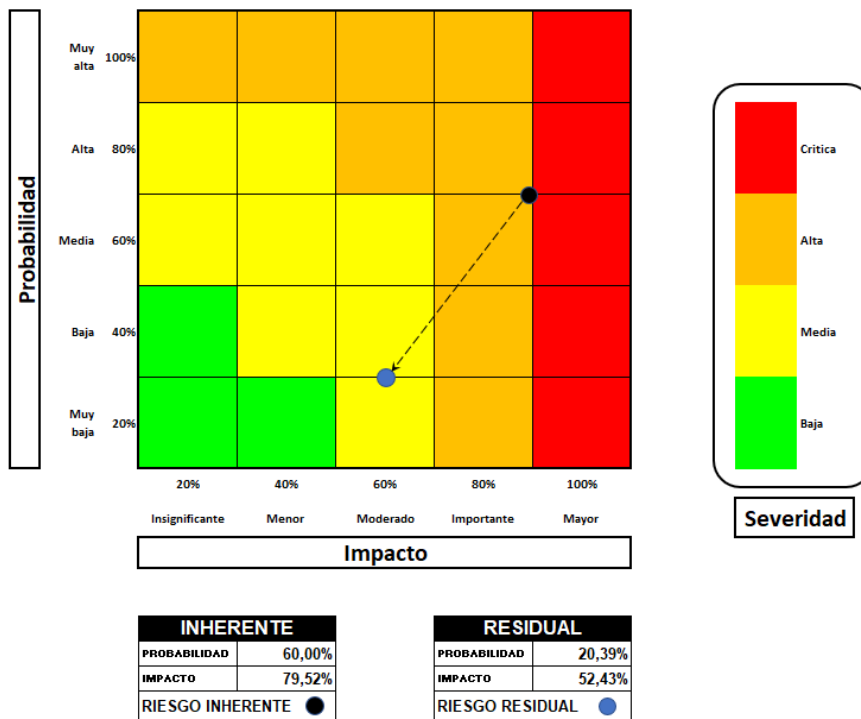 Probabilidad
Muy alta 100%
Alta 80%
Media 60%
Baja 40%
Muy baja 20%
20% 40% 60% 80% 100%
Insignificante Menor Moderado Importante Mayor
Impacto
Critica
Alta
Media
Baja
Severidad
INHERENTE
PROBABILIDAD 60,00%
IMPACTO 79,52%
RIESGO INHERENTE
RESIDUAL
PROBABILIDAD 20,39%
IMPACTO 52,43%
RIESGO RESIDUAL